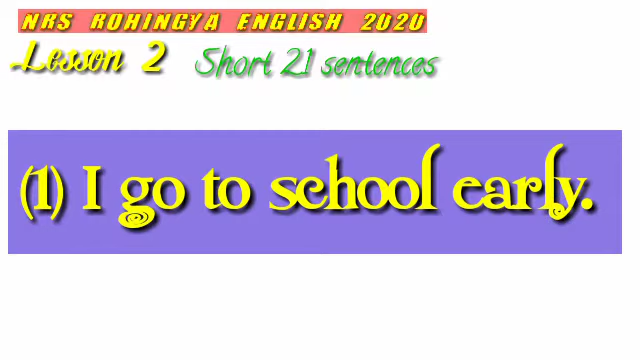 NRS ROHINGYA ENGLISH 2020
Lesson 2 Short 21 sentences
(1) I go to school early.